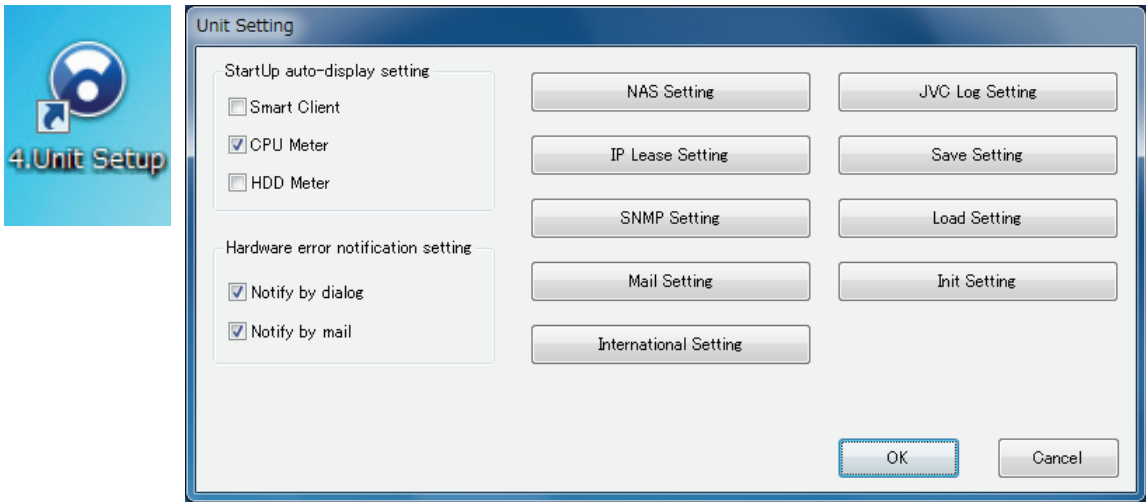 4.Unit Setup
Unit Setting
StartUp auto-display setting
Smart Client
CPU Meter
HDD Meter
Hardware error notification setting
Notify by dialog
Notify by mail
NAS Setting
JVC Log Setting
IP Lease Setting
Save Setting
SNMP Setting
Load Setting
Mail Setting
Init Setting
International Setting
OK
Cancel